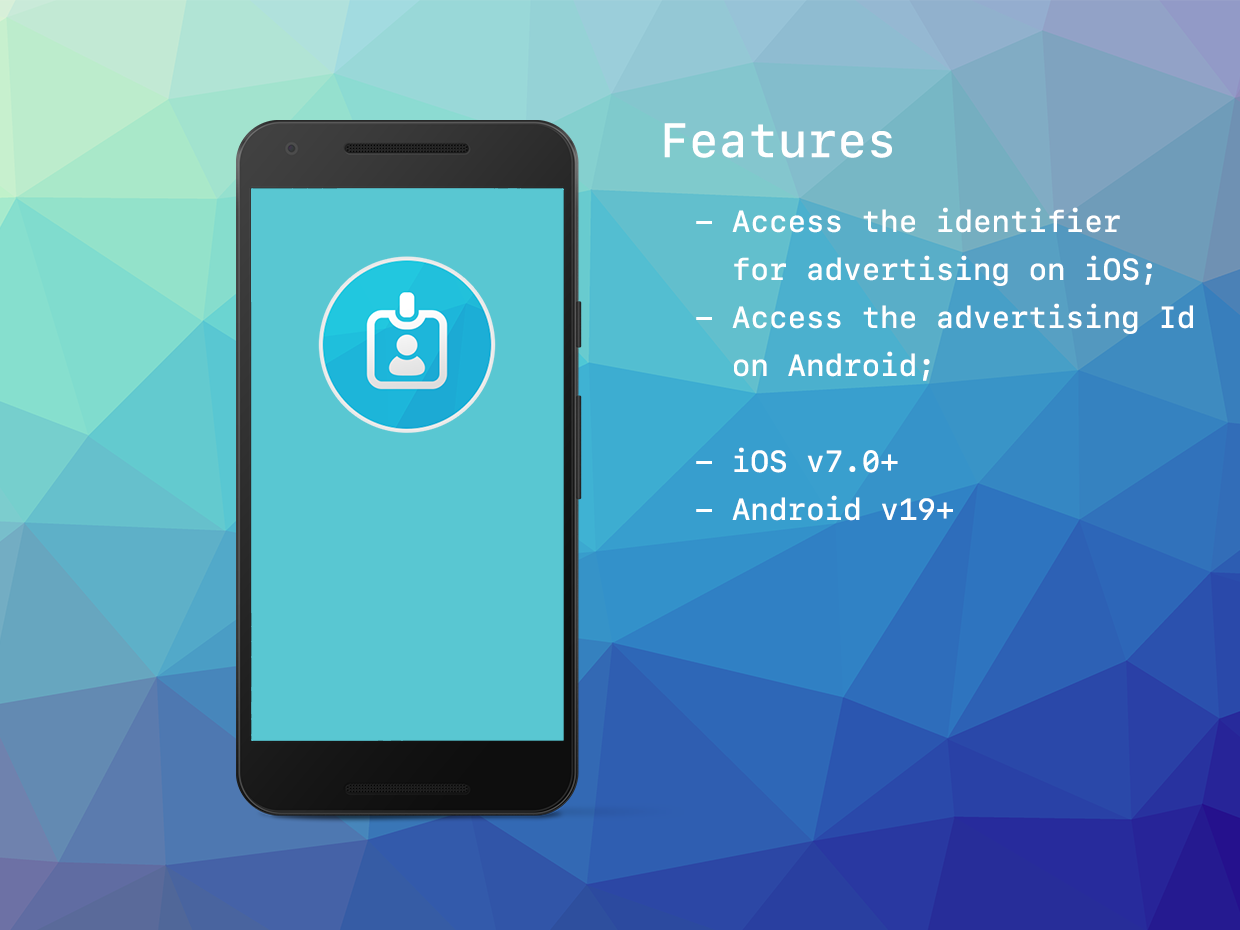 Features
– Access the identifier
for advertising on iOS;
– Access the advertising Id
on Android;
– iOS v7.0+
– Android v19+